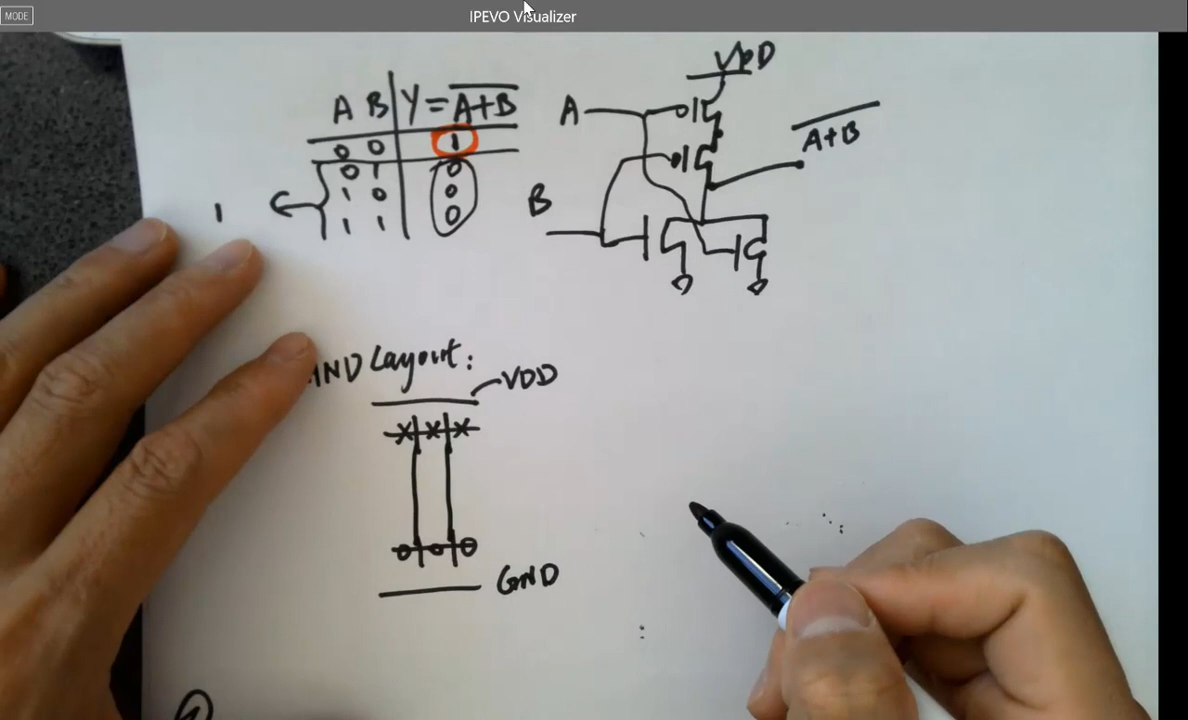 MODE
IPEVO Visualizer
A B Y = A+B
0 0 1
0 1 0
1 0 0
1 1 0
1
VDD
A
A+B
B
Layout:
VDD
GND